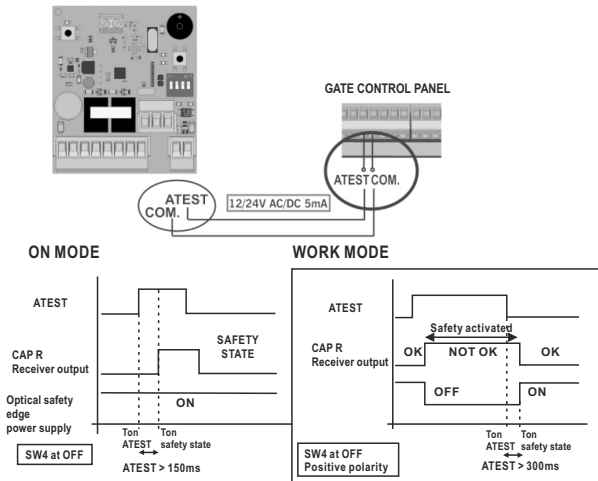 GATE CONTROL PANEL
ATEST COM.
ATEST
COM.
12/24V AC/DC 5mA
ON MODE
ATEST
CAP R
Receiver output
SAFETY
STATE
Optical safety
edge
power supply
ON
Ton
ATEST
Ton
safety state
SW4 at OFF
ATEST > 150ms
WORK MODE
ATEST
Safety activated
CAP R
Receiver output
OK
NOT OK
OK
OFF
ON
Ton
ATEST
Ton
safety state
SW4 at OFF
Positive polarity
ATEST > 300ms